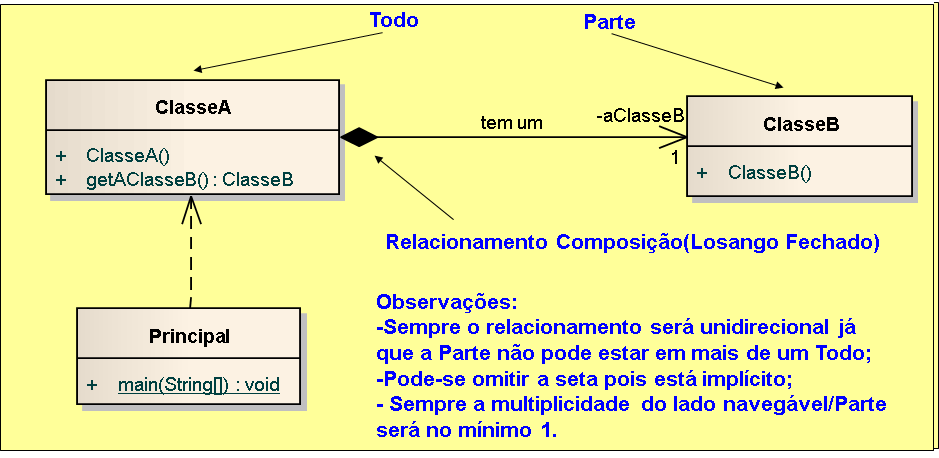 Todo
Parte
ClasseA
+ ClasseA()
+ getAClasseB() : ClasseB
tem um
-aClasseB
1
ClasseB
+ ClasseB()
Relacionamento Composição(Losango Fechado)
Principal
+ main(String[]) : void
Observações:
-Sempre o relacionamento será unidirecional já
que a Parte não pode estar em mais de um Todo;
-Pode-se omitir a seta pois está implícito;
- Sempre a multiplicidade do lado navegável/Parte
será no mínimo 1.